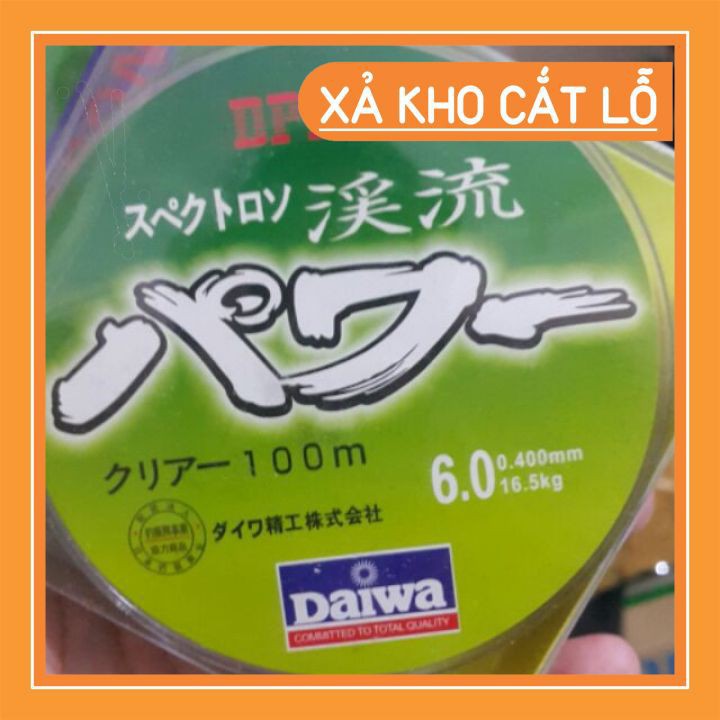 XẢ KHO CẮT LỖ
スペクトロソ 渓流
パワー
クリアー100m
6.0 0.400mm
16.5kg
ダイワ精工株式会社
Daiwa
COMMITTED TO TOTAL QUALITY